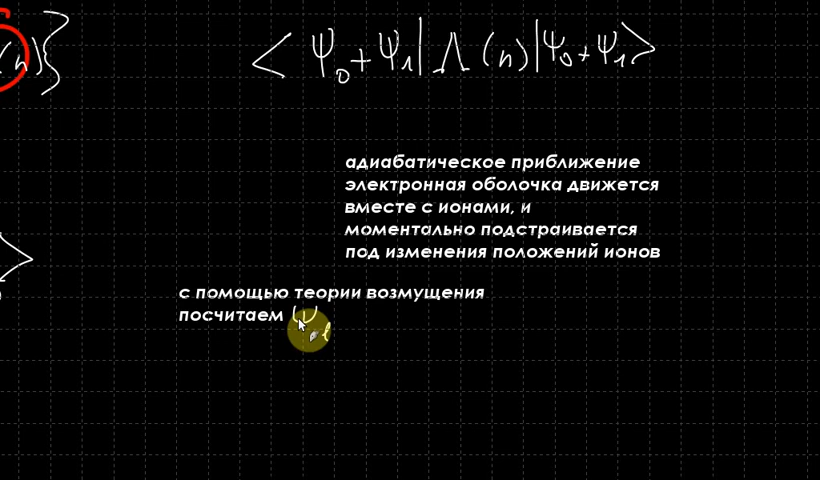 (n)}
< Ψ₀+Ψ₁| Λ (n) |Ψ₀+Ψ₁>
адиабатическое приближение
электронная оболочка движется
вместе с ионами, и
моментально подстраивается
под изменения положений ионов
с помощью теории возмущения
посчитаем Ψ